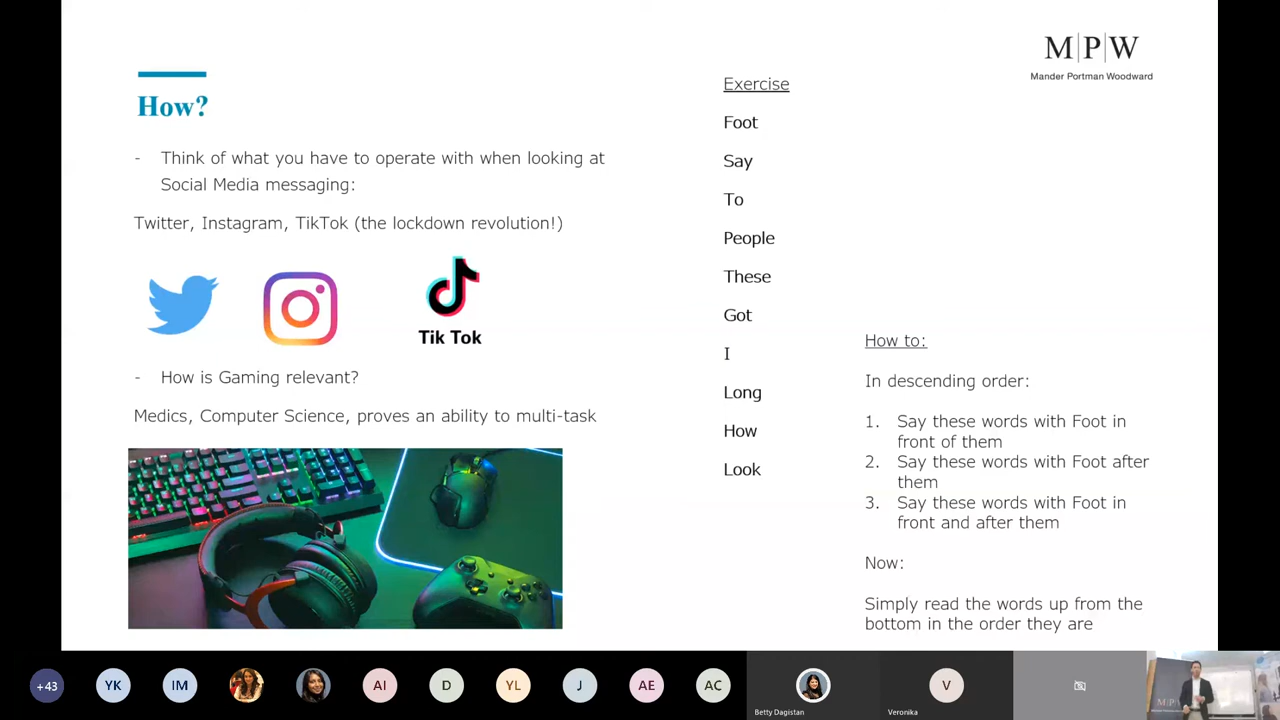 M|P|W
Mander Portman Woodward
How?
- Think of what you have to operate with when looking at
Social Media messaging:
Twitter, Instagram, TikTok (the lockdown revolution!)
Tik Tok
- How is Gaming relevant?
Medics, Computer Science, proves an ability to multi-task
Exercise
Foot
Say
To
People
These
Got
I
Long
How
Look
How to:
In descending order:
1. Say these words with Foot in
front of them
2. Say these words with Foot after
them
3. Say these words with Foot in
front and after them
Now:
Simply read the words up from the
bottom in the order they are
+43
YK
IM
AI
D
YL
J
AE
AC
Betty Dagistan
V
Veronika
MPW